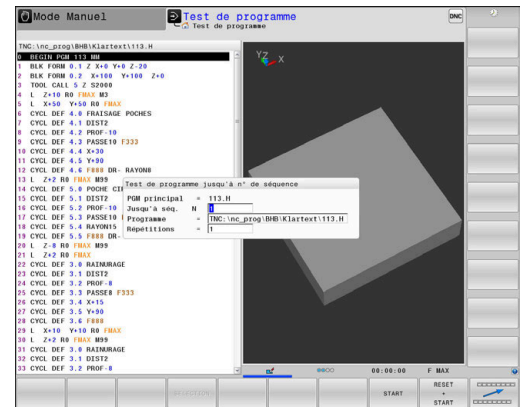 Mode Manuel
Test de programme
Test de programme
DNC
TNC:\nc_prog\BHB\Klartext\113.H
0 BEGIN PGM 113 MM
1 BLK FORM 0.1 Z X+0 Y+0 Z-20
2 BLK FORM 0.2 X+100 Y+100 Z+0
3 TOOL CALL 5 Z S2000
4 L Z+10 R0 FMAX M3
5 L X+50 Y+50 R0 FMAX
6 CYCL DEF 4.0 FRAISAGE POCHES
7 CYCL DEF 4.1 DIST2
8 CYCL DEF 4.2 PROF-10
9 CYCL DEF 4.3 PASSE10 F333
10 CYCL DEF 4.4 X+30
11 CYCL DEF 4.5 Y+90
12 CYCL DEF 4.6 F888 DR- RAYON8
13 L Z+2 R0 FMAX M99
14 CYCL DEF 5.0 POCHE CI
15 CYCL DEF 5.1 DIST2
16 CYCL DEF 5.2 PROF-10
17 CYCL DEF 5.3 PASSE10
18 CYCL DEF 5.4 RAYON15
19 CYCL DEF 5.5 F888 DR-
20 L Z-8 R0 FMAX M99
21 L Z+2 R0 FMAX
22 CYCL DEF 3.0 RAINURAGE
23 CYCL DEF 3.1 DIST2
24 CYCL DEF 3.2 PROF-8
25 CYCL DEF 3.3 PASSE8 F333
26 CYCL DEF 3.4 X+15
27 CYCL DEF 3.5 Y+90
28 CYCL DEF 3.6 F888
29 L X+10 Y+10 R0 FMAX
30 L Z+2 R0 FMAX M99
31 CYCL DEF 3.0 RAINURAGE
32 CYCL DEF 3.1 DIST2
33 CYCL DEF 3.2 PROF-8
YZ X
Test de programme jusqu'à n° de séquence
PGM principal = 113.H
Jusqu'à séq. N = 1
Programme = TNC:\nc_prog\BHB\Klartext\113.H
Répétitions = 1
00:00:00 F MAX
START
RESET
+
START